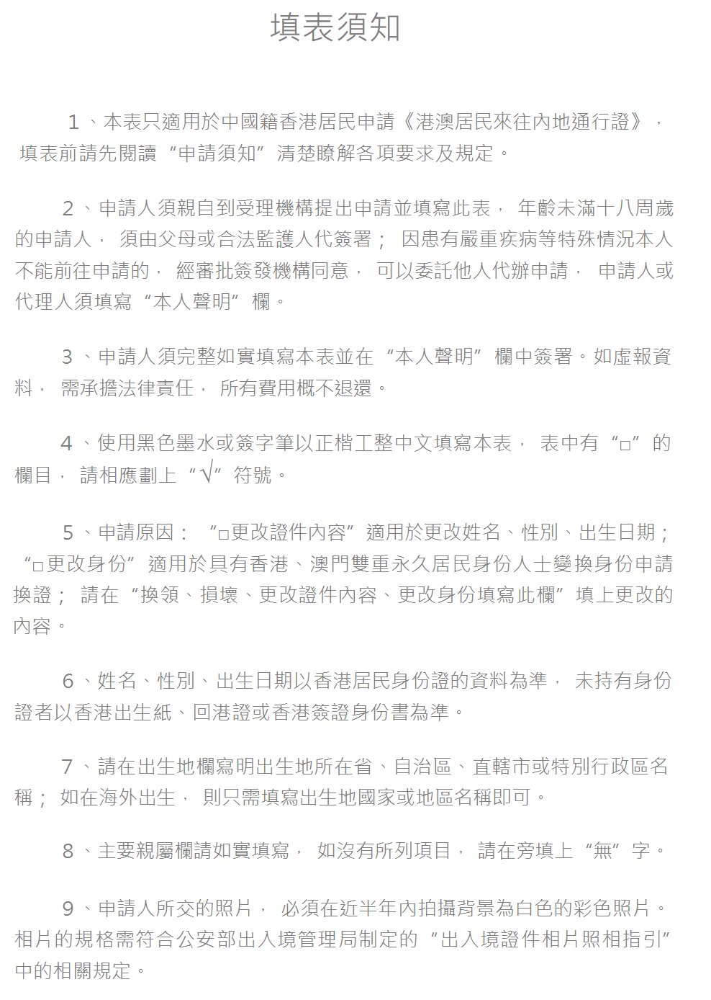 填表須知
1、本表只適用於中國籍香港居民申請《港澳居民來往內地通行證》，
填表前請先閱讀“申請須知”清楚瞭解各項要求及規定。
2、申請人須親自到受理機構提出申請並填寫此表，年齡未滿十八周歲
的申請人，須由父母或合法監護人代簽署；因患有嚴重疾病等特殊情況本人
不能前往申請的，經審批簽發機構同意，可以委託他人代辦申請，申請人或
代理人須填寫“本人聲明”欄。
3、申請人須完整如實填寫本表並在“本人聲明”欄中簽署。如虛報資
料，需承擔法律責任，所有費用概不退還。
4、使用黑色墨水或簽字筆以正楷工整中文填寫本表，表中有“□”的
欄目，請相應劃上“√”符號。
5、申請原因：“□更改證件內容”適用於更改姓名、性別、出生日期；
“□更改身份”適用於具有香港、澳門雙重永久居民身份人士變換身份申請
換證；請在“換領、損壞、更改證件內容、更改身份填寫此欄”填上更改的
內容。
6、姓名、性別、出生日期以香港居民身份證的資料為準，未持有身份
證者以香港出生紙、回港證或香港簽證身份書為準。
7、請在出生地欄寫明出生地所在省、自治區、直轄市或特別行政區名
稱；如在海外出生，則只需填寫出生地國家或地區名稱即可。
8、主要親屬欄請如實填寫，如沒有所列項目，請在旁填上“無”字。
9、申請人所交的照片，必須在近半年內拍攝背景為白色的彩色照片。
相片的規格需符合公安部出入境管理局制定的“出入境證件相片照相指引”
中的相關規定。